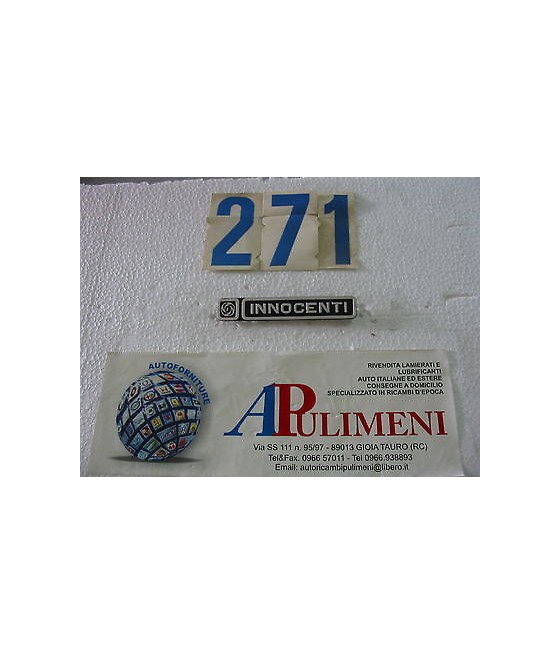 271
INNOCENTI
AUTOFORNITURE
RIVENDITA LAMIERATI E
LUBRIFICANTI
AUTO ITALIANE ED ESTERE
CONSEGNE A DOMICILIO
SPECIALIZZATO IN RICAMBI D'EPOCA
APULIMENI
Via SS 111 n. 95/97 - 89013 GIOIA TAURO (RC)
Tel&Fax. 0966 57011 - Tel 0966.938893
Email: autoricambipulimeni@libero.it